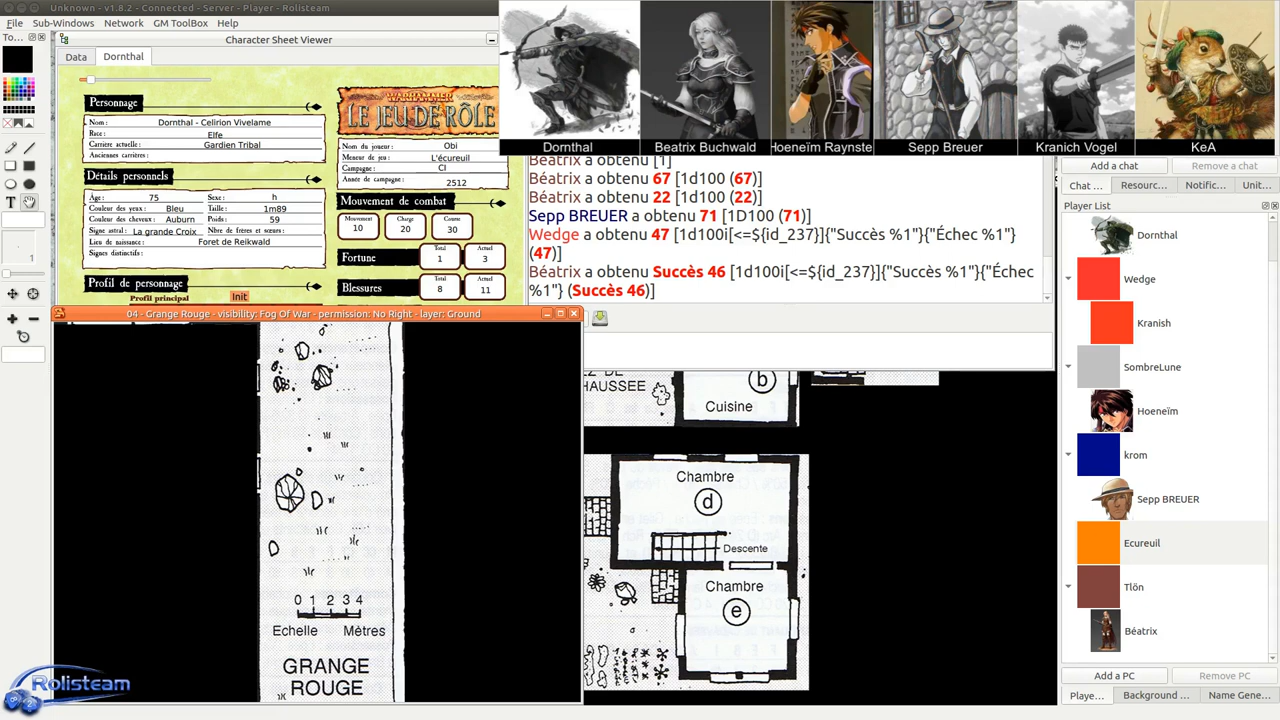 Unknown - v1.8.2 - Connected - Server - Player - Rolisteam
File Sub-Windows Network GM ToolBox Help
To...
Character Sheet Viewer
Data Dornthal
Personnage
Nom : Dornthal - Celirion Vivelame
Race : Elfe
Carrière actuelle : Gardien Tribal
Anciennes carrières :
Détails personnels
Age : 75 Sexe : h
Couleur des yeux : Bleu Taille : 1m89
Couleur des cheveux : Auburn Poids : 59
Signe astral : La grande Croix Nbre de frères et sœurs :
Lieu de naissance : Foret de Reikwald
Signes distinctifs :
Profil de personnage
Profil principal Init
WARHAMMER
LE JEU DE RÔLE
Nom du joueur : Obi
Meneur de jeu : L'écureuil
Campagne : CI
Année de campagne : 2512
Mouvement de combat
Mouvement Charge Course
10 20 30
Fortune Total 1 Actuel 3
Blessures Total 8 Actuel 11
Dornthal Beatrix Buchwald Hoeneïm Raynste Sepp Breuer Kranich Vogel KeA
Béatrix a obtenu [1]
Béatrix a obtenu 67 [1d100 (67)]
Béatrix a obtenu 22 [1d100 (22)]
Sepp BREUER a obtenu 71 [1D100 (71)]
Wedge a obtenu 47 [1d100i[<=${id_237}]{"Succès %1"}{"Échec %1"}
(47)]
Béatrix a obtenu Succès 46 [1d100i[<=${id_237}]{"Succès %1"}{"Échec
%1"} (Succès 46)]
Add a chat Remove a chat
Chat ... Resourc... Notific... Unit...
Player List
Dornthal
Wedge
Kranish
SombreLune
Hoeneïm
krom
Sepp BREUER
Ecureuil
Tlön
Béatrix
Add a PC Remove PC
Playe... Background ... Name Gene...
1
04 - Grange Rouge - visibility: Fog Of War - permission: No Right - layer: Ground
0 1 2 3 4
Echelle Mètres
GRANGE
ROUGE
CHAUSSEE
b
Cuisine
Chambre
d
Descente
Chambre
e
Rolisteam